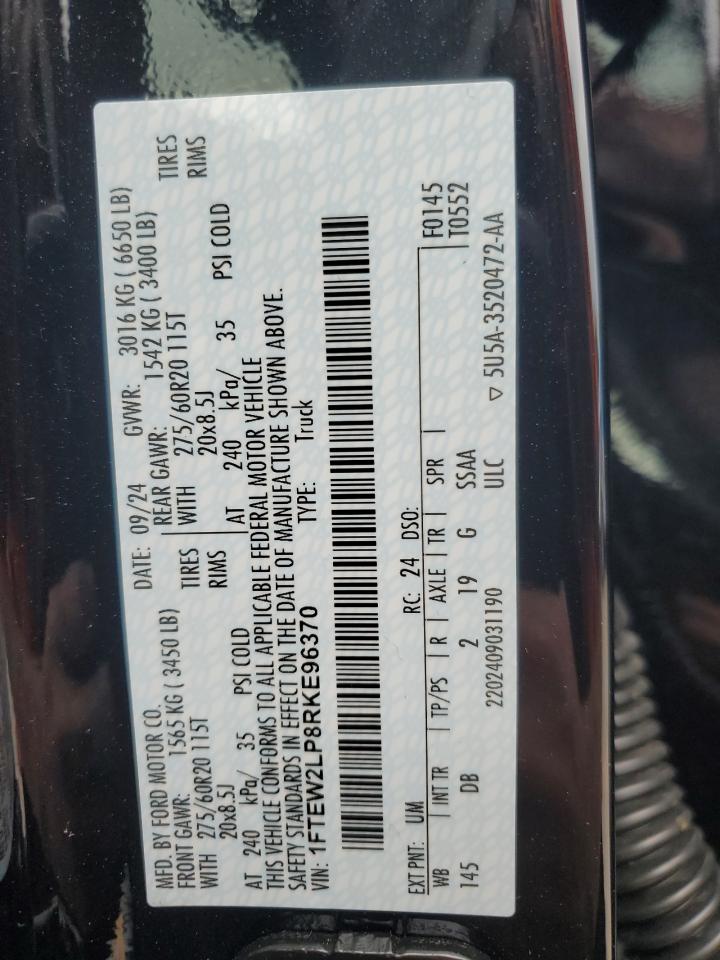 MFD. BY FORD MOTOR CO. DATE: 09/24 GVWR: 3016 KG ( 6650 LB)
FRONT GAWR: 1565 KG ( 3450 LB) REAR GAWR: 1542 KG ( 3400 LB)
WITH 275/60R20 115T TIRES WITH 275/60R20 115T TIRES
20x8.5J RIMS 20x8.5J RIMS
AT 240 kPa/ 35 PSI COLD AT 240 kPa/ 35 PSI COLD
THIS VEHICLE CONFORMS TO ALL APPLICABLE FEDERAL MOTOR VEHICLE
SAFETY STANDARDS IN EFFECT ON THE DATE OF MANUFACTURE SHOWN ABOVE.
VIN: 1FTEW2LP8RKE96370 TYPE: Truck
EXT PNT: UM RC: 24 DSO: F0145
WB INT TR TP/PS R AXLE TR SPR T0552
145 DB 2 19 G SSAA
2202409031190 ULC ▽ 5U5A-3520472-AA